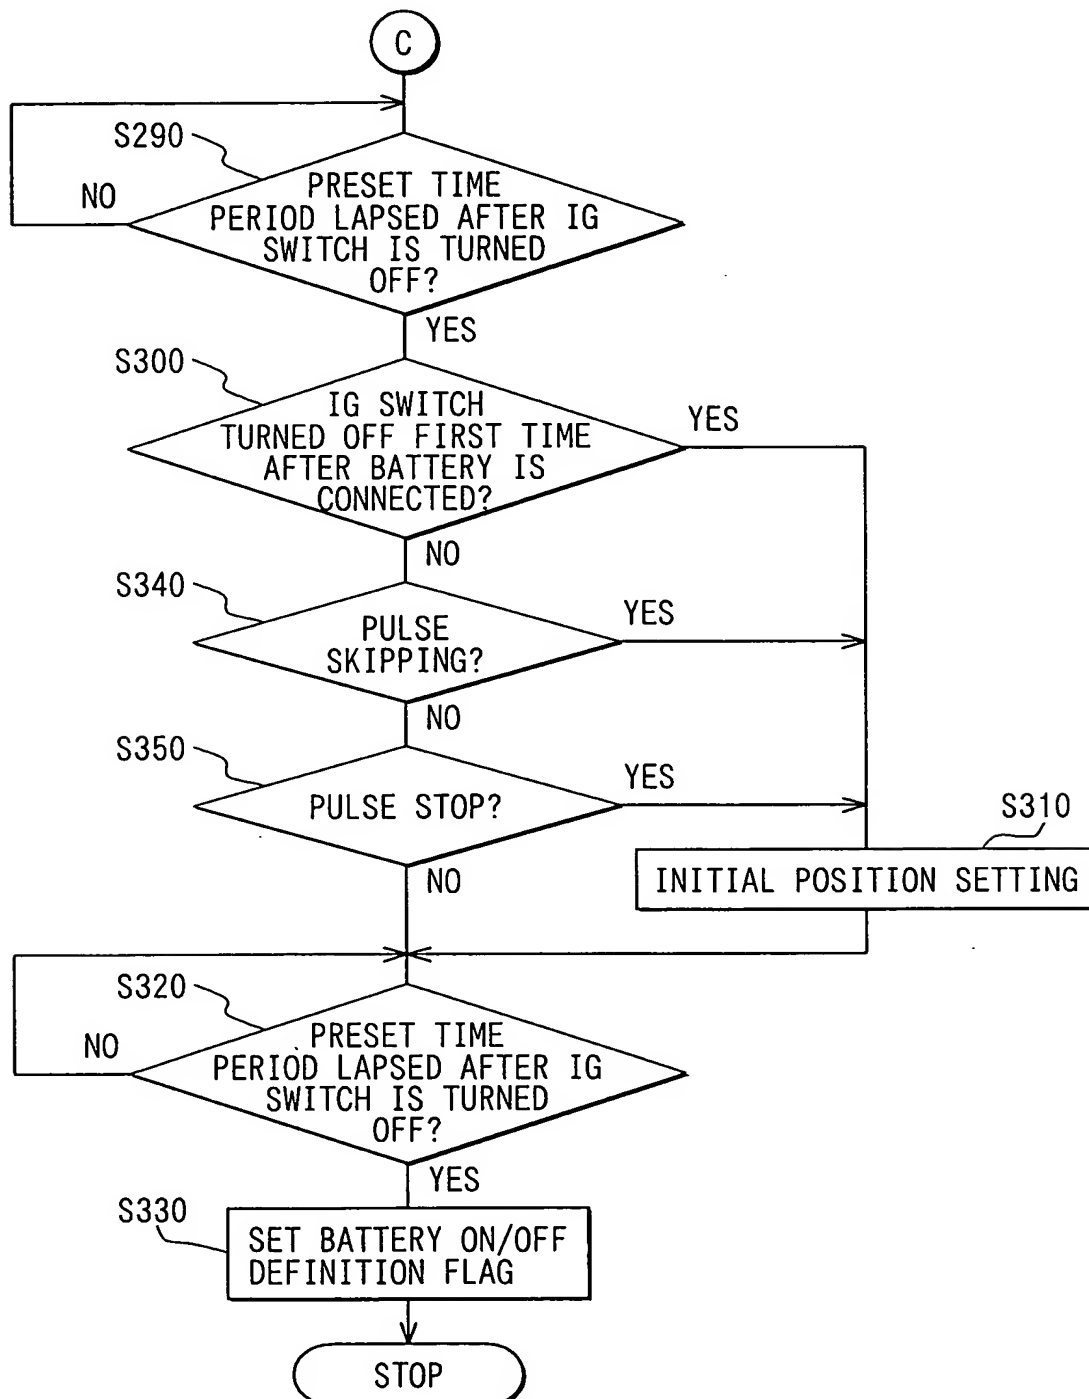 C
S290
NO
PRESET TIME
PERIOD LAPSED AFTER IG
SWITCH IS TURNED
OFF?
YES
S300
IG SWITCH
TURNED OFF FIRST TIME
AFTER BATTERY IS
CONNECTED?
YES
NO
S340
PULSE
SKIPPING?
YES
NO
S350
PULSE STOP?
YES
NO
S310
INITIAL POSITION SETTING
S320
NO
PRESET TIME
PERIOD LAPSED AFTER IG
SWITCH IS TURNED
OFF?
YES
S330
SET BATTERY ON/OFF
DEFINITION FLAG
STOP